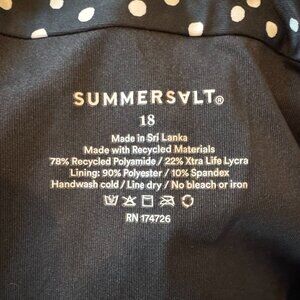 SUMMERSALT®
18
Made in Sri Lanka
Made with Recycled Materials
78% Recycled Polyamide / 22% Xtra Life Lycra
Lining: 90% Polyester / 10% Spandex
Handwash cold / Line dry / No bleach or iron
RN 174726